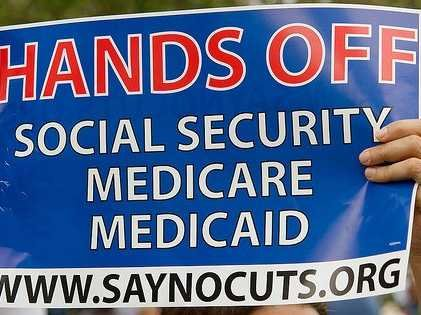 HANDS OFF
SOCIAL SECURITY
MEDICARE
MEDICAID
WWW.SAYNOCUTS.ORG